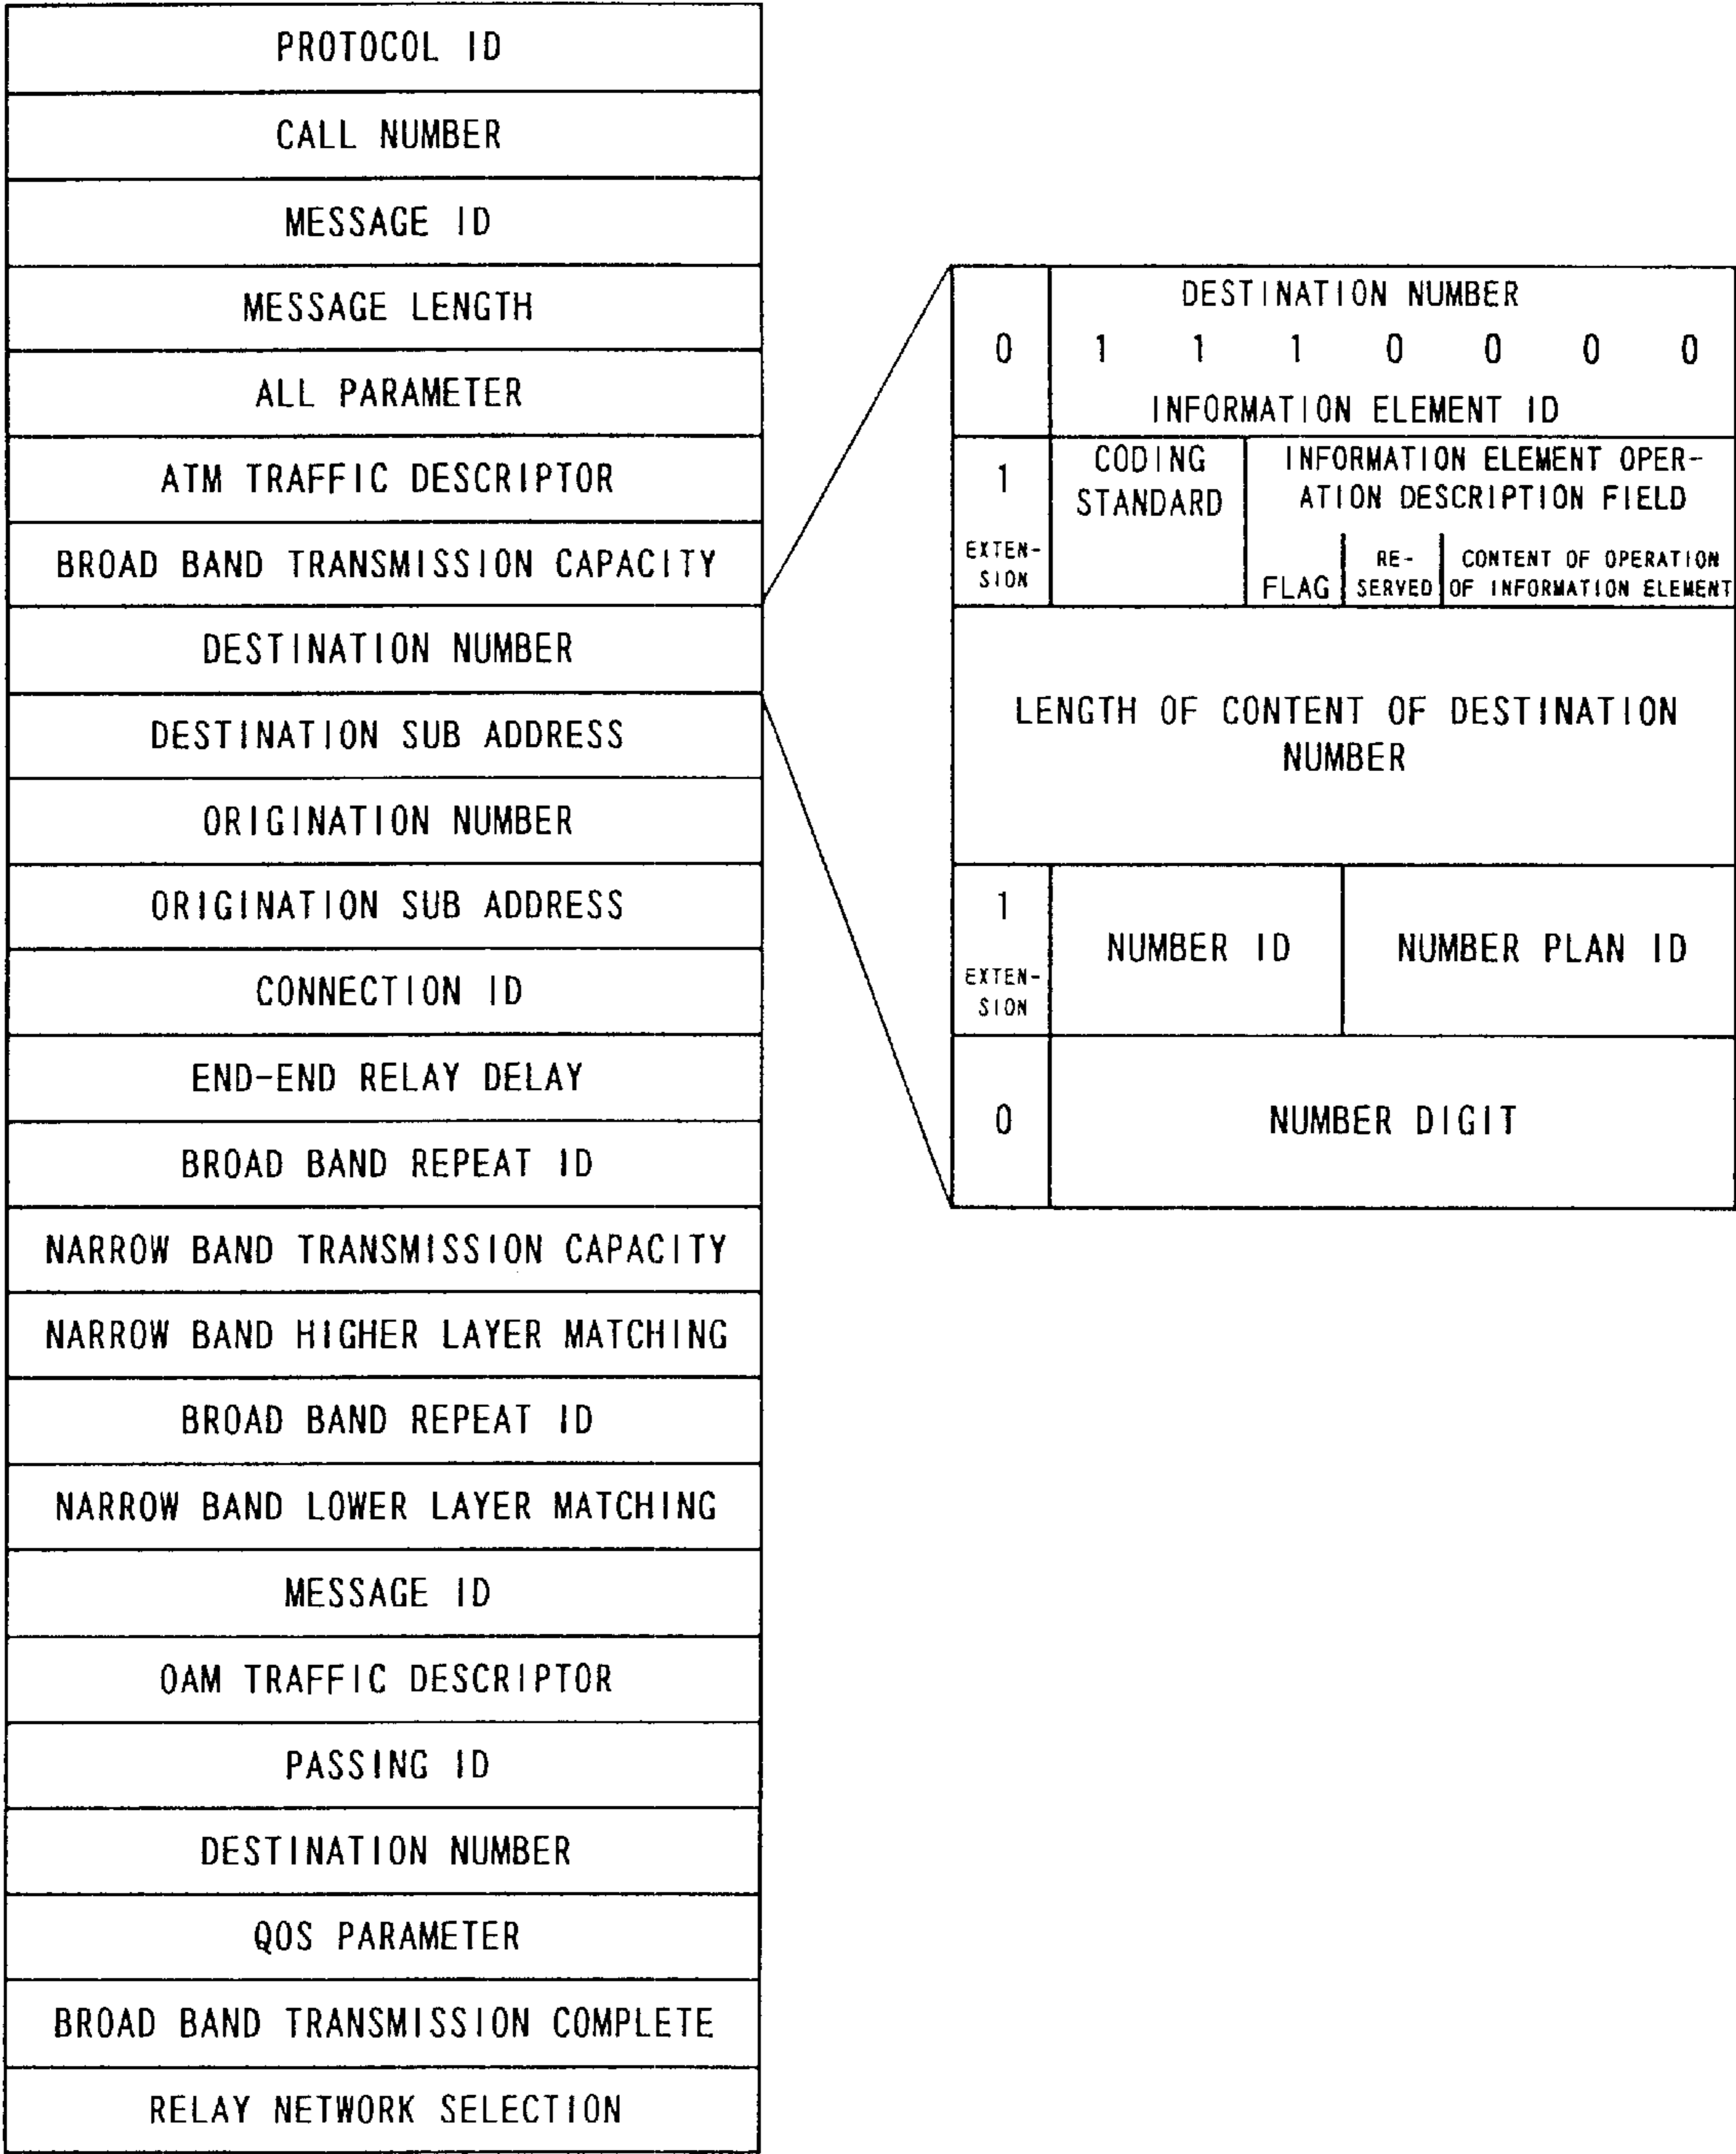 PROTOCOL ID
CALL NUMBER
MESSAGE ID
MESSAGE LENGTH
ALL PARAMETER
ATM TRAFFIC DESCRIPTOR
BROAD BAND TRANSMISSION CAPACITY
DESTINATION NUMBER
DESTINATION SUB ADDRESS
ORIGINATION NUMBER
ORIGINATION SUB ADDRESS
CONNECTION ID
END-END RELAY DELAY
BROAD BAND REPEAT ID
NARROW BAND TRANSMISSION CAPACITY
NARROW BAND HIGHER LAYER MATCHING
BROAD BAND REPEAT ID
NARROW BAND LOWER LAYER MATCHING
MESSAGE ID
OAM TRAFFIC DESCRIPTOR
PASSING ID
DESTINATION NUMBER
QOS PARAMETER
BROAD BAND TRANSMISSION COMPLETE
RELAY NETWORK SELECTION
DESTINATION NUMBER
0 1 1 1 0 0 0 0
INFORMATION ELEMENT ID
1
EXTEN-
SION
CODING
STANDARD
INFORMATION ELEMENT OPER-
ATION DESCRIPTION FIELD
FLAG
RE-
SERVED
CONTENT OF OPERATION
OF INFORMATION ELEMENT
LENGTH OF CONTENT OF DESTINATION
NUMBER
1
EXTEN-
SION
NUMBER ID
NUMBER PLAN ID
0
NUMBER DIGIT